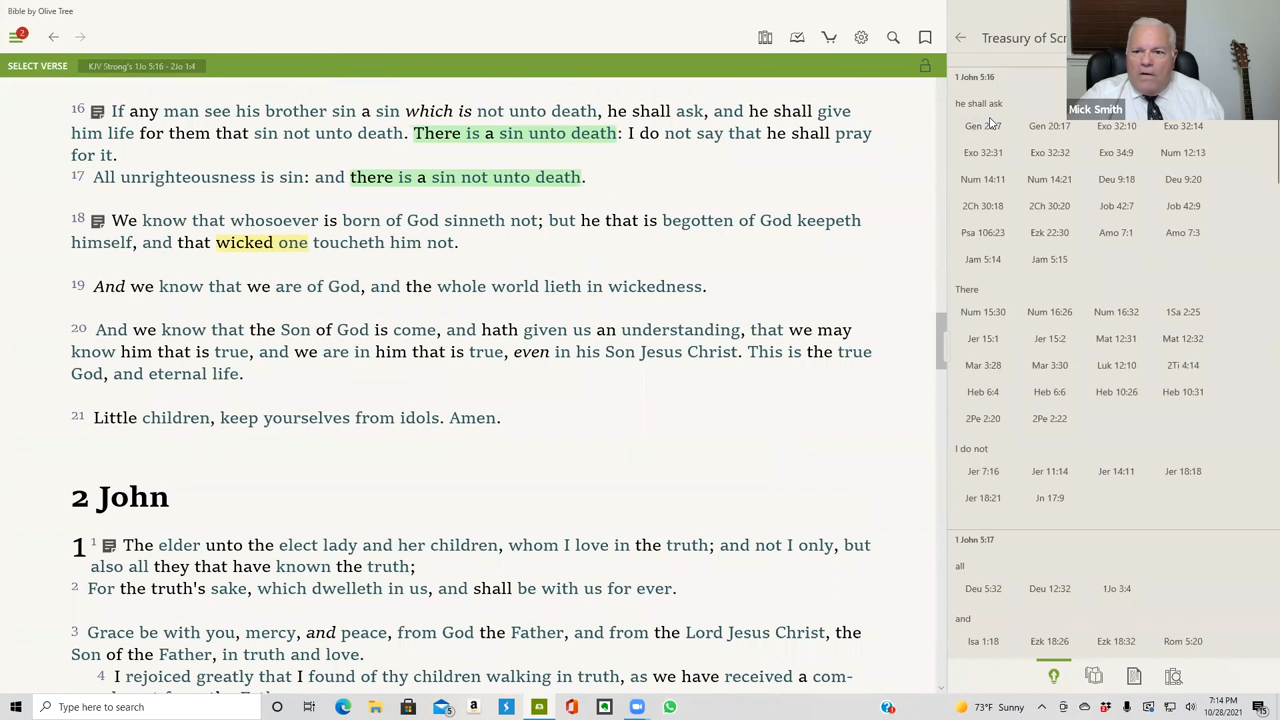 Bible by Olive Tree
2
SELECT VERSE KJV Strong's 1Jo 5:16 - 2Jo 1:4
16 If any man see his brother sin a sin which is not unto death, he shall ask, and he shall give
him life for them that sin not unto death. There is a sin unto death: I do not say that he shall pray
for it.
17 All unrighteousness is sin: and there is a sin not unto death.
18 We know that whosoever is born of God sinneth not; but he that is begotten of God keepeth
himself, and that wicked one toucheth him not.
19 And we know that we are of God, and the whole world lieth in wickedness.
20 And we know that the Son of God is come, and hath given us an understanding, that we may
know him that is true, and we are in him that is true, even in his Son Jesus Christ. This is the true
God, and eternal life.
21 Little children, keep yourselves from idols. Amen.
2 John
1 1 The elder unto the elect lady and her children, whom I love in the truth; and not I only, but
also all they that have known the truth;
2 For the truth's sake, which dwelleth in us, and shall be with us for ever.
3 Grace be with you, mercy, and peace, from God the Father, and from the Lord Jesus Christ, the
Son of the Father, in truth and love.
4 I rejoiced greatly that I found of thy children walking in truth, as we have received a com-
Treasury of Scr
Mick Smith
1 John 5:16
he shall ask
Gen Gen 20:17 Exo 32:10 Exo 32:14
Exo 32:31 Exo 32:32 Exo 34:9 Num 12:13
Num 14:11 Num 14:21 Deu 9:18 Deu 9:20
2Ch 30:18 2Ch 30:20 Job 42:7 Job 42:9
Psa 106:23 Ezk 22:30 Amo 7:1 Amo 7:3
Jam 5:14 Jam 5:15
There
Num 15:30 Num 16:26 Num 16:32 1Sa 2:25
Jer 15:1 Jer 15:2 Mat 12:31 Mat 12:32
Mar 3:28 Mar 3:30 Luk 12:10 2Ti 4:14
Heb 6:4 Heb 6:6 Heb 10:26 Heb 10:31
2Pe 2:20 2Pe 2:22
I do not
Jer 7:16 Jer 11:14 Jer 14:11 Jer 18:18
Jer 18:21 Jn 17:9
1 John 5:17
all
Deu 5:32 Deu 12:32 1Jo 3:4
and
Isa 1:18 Ezk 18:26 Ezk 18:32 Rom 5:20
Type here to search
73°F Sunny
7:14 PM
10/28/2021